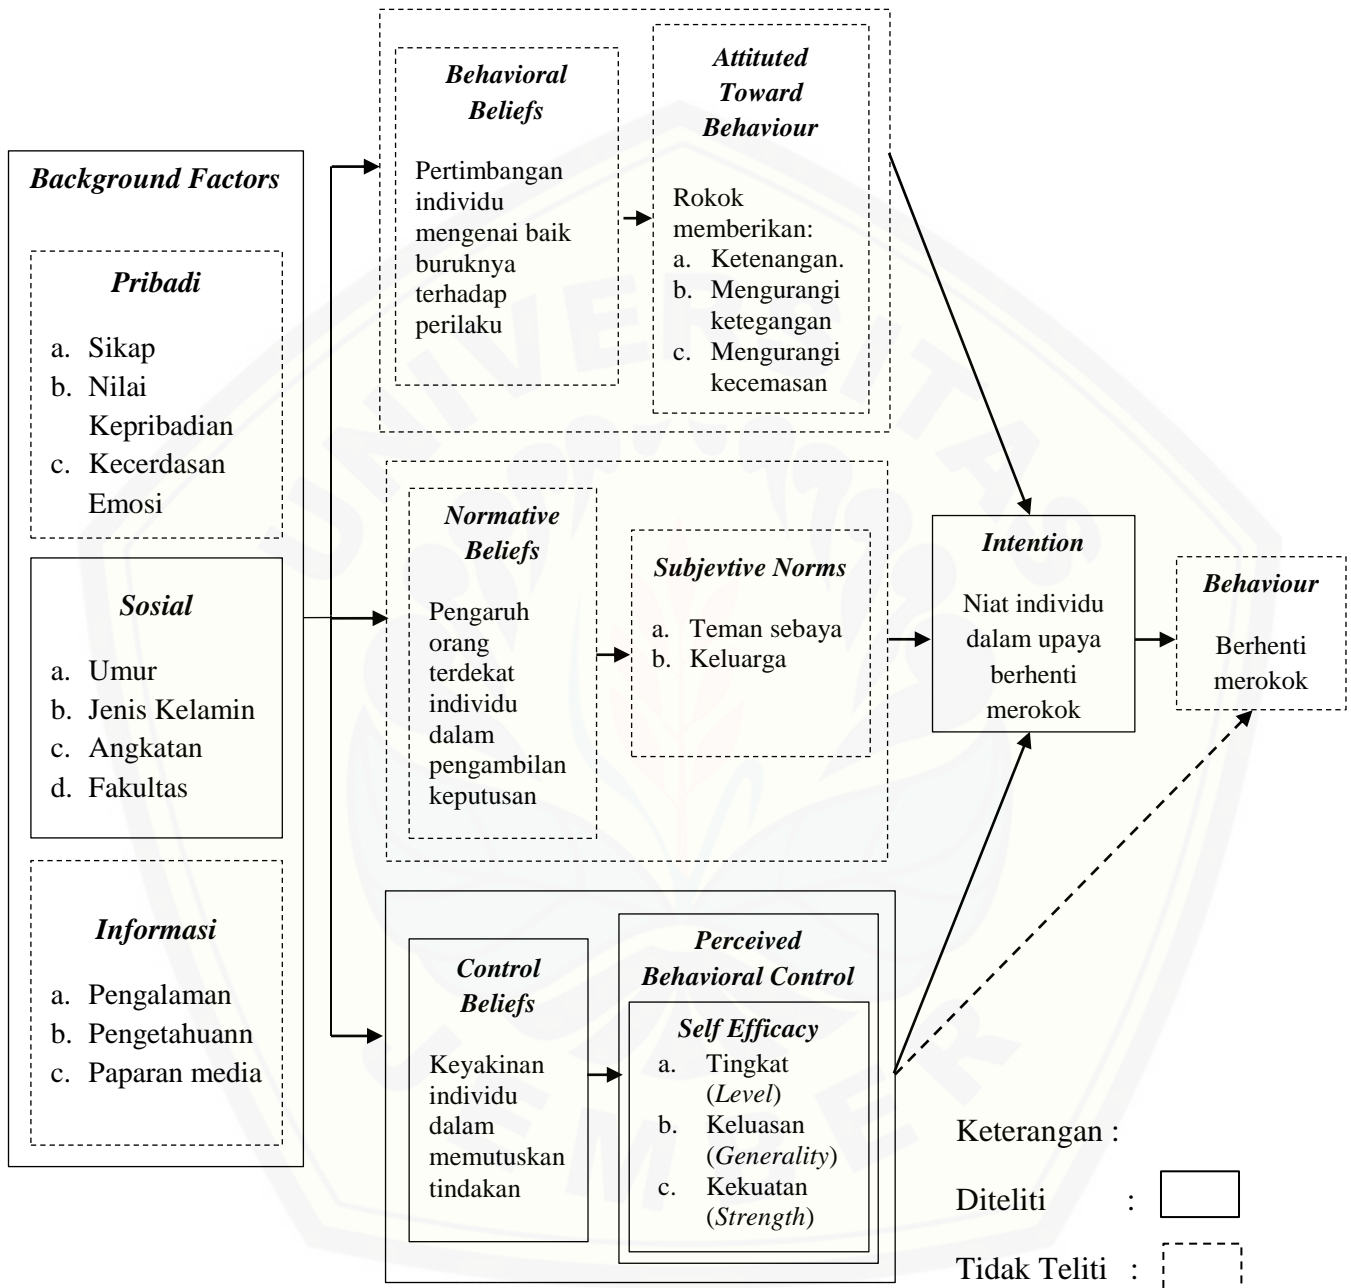 Background Factors
Pribadi
a. Sikap
b. Nilai
Kepribadian
c. Kecerdasan
Emosi
Sosial
a. Umur
b. Jenis Kelamin
c. Angkatan
d. Fakultas
Informasi
a. Pengalaman
b. Pengetahuann
c. Paparan media
Behavioral
Beliefs
Pertimbangan
individu
mengenai baik
buruknya
terhadap
perilaku
Attituted
Toward
Behaviour
Rokok
memberikan:
a. Ketenangan.
b. Mengurangi
ketegangan
c. Mengurangi
kecemasan
Normative
Beliefs
Pengaruh
orang
terdekat
individu
dalam
pengambilan
keputusan
Subjevtive Norms
a. Teman sebaya
b. Keluarga
Control
Beliefs
Keyakinan
individu
dalam
memutuskan
tindakan
Perceived
Behavioral Control
Self Efficacy
a. Tingkat
(Level)
b. Keluasan
(Generality)
c. Kekuatan
(Strength)
Intention
Niat individu
dalam upaya
berhenti
merokok
Behaviour
Berhenti
merokok
Keterangan :
Diteliti :
Tidak Teliti :
UNIVERSITAS
JEMBER